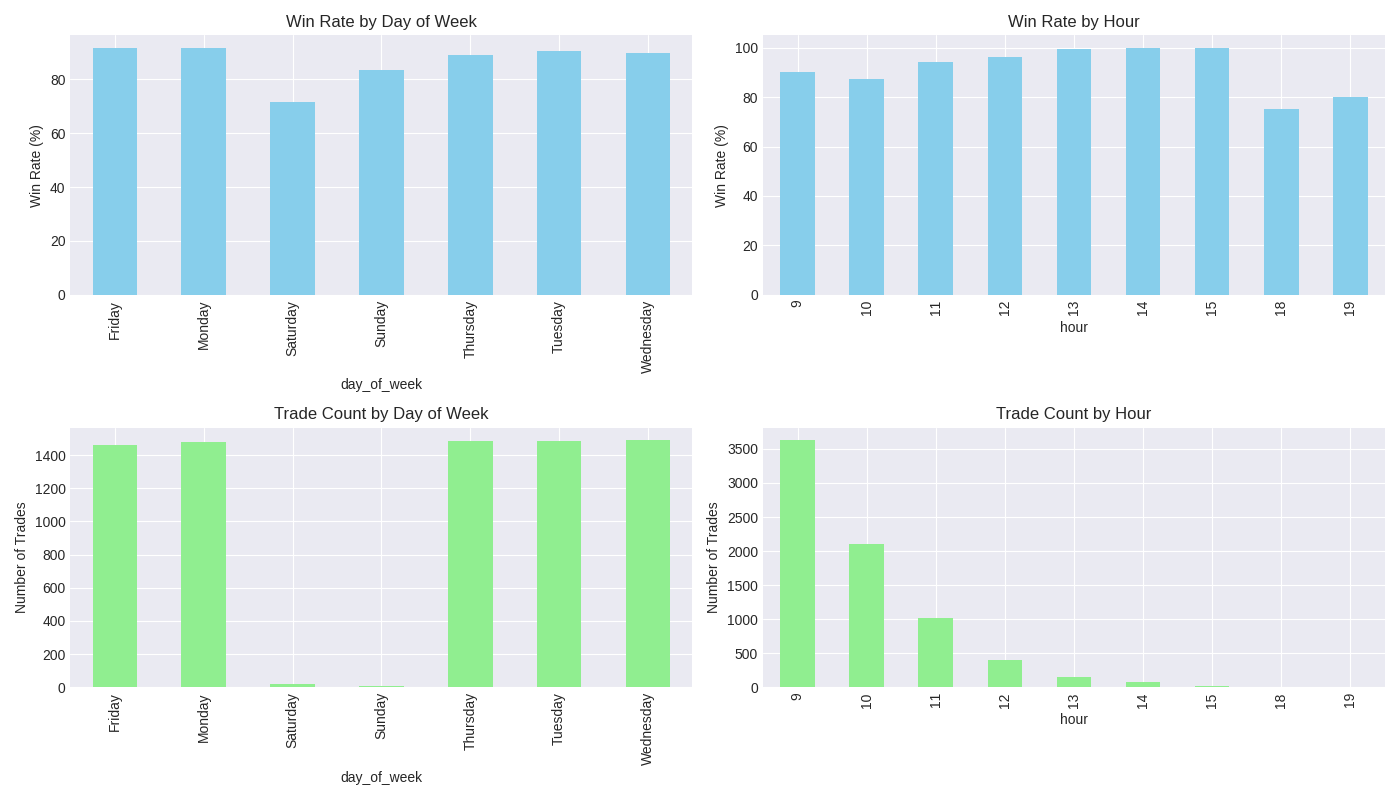 Win Rate by Day of Week
Win Rate (%)
80
60
40
20
0
Friday
Monday
Saturday
Sunday
Thursday
Tuesday
Wednesday
day_of_week
Win Rate by Hour
Win Rate (%)
100
80
60
40
20
0
9
10
11
12
13
14
15
18
19
hour
Trade Count by Day of Week
Number of Trades
1400
1200
1000
800
600
400
200
0
Friday
Monday
Saturday
Sunday
Thursday
Tuesday
Wednesday
day_of_week
Trade Count by Hour
Number of Trades
3500
3000
2500
2000
1500
1000
500
0
9
10
11
12
13
14
15
18
19
hour